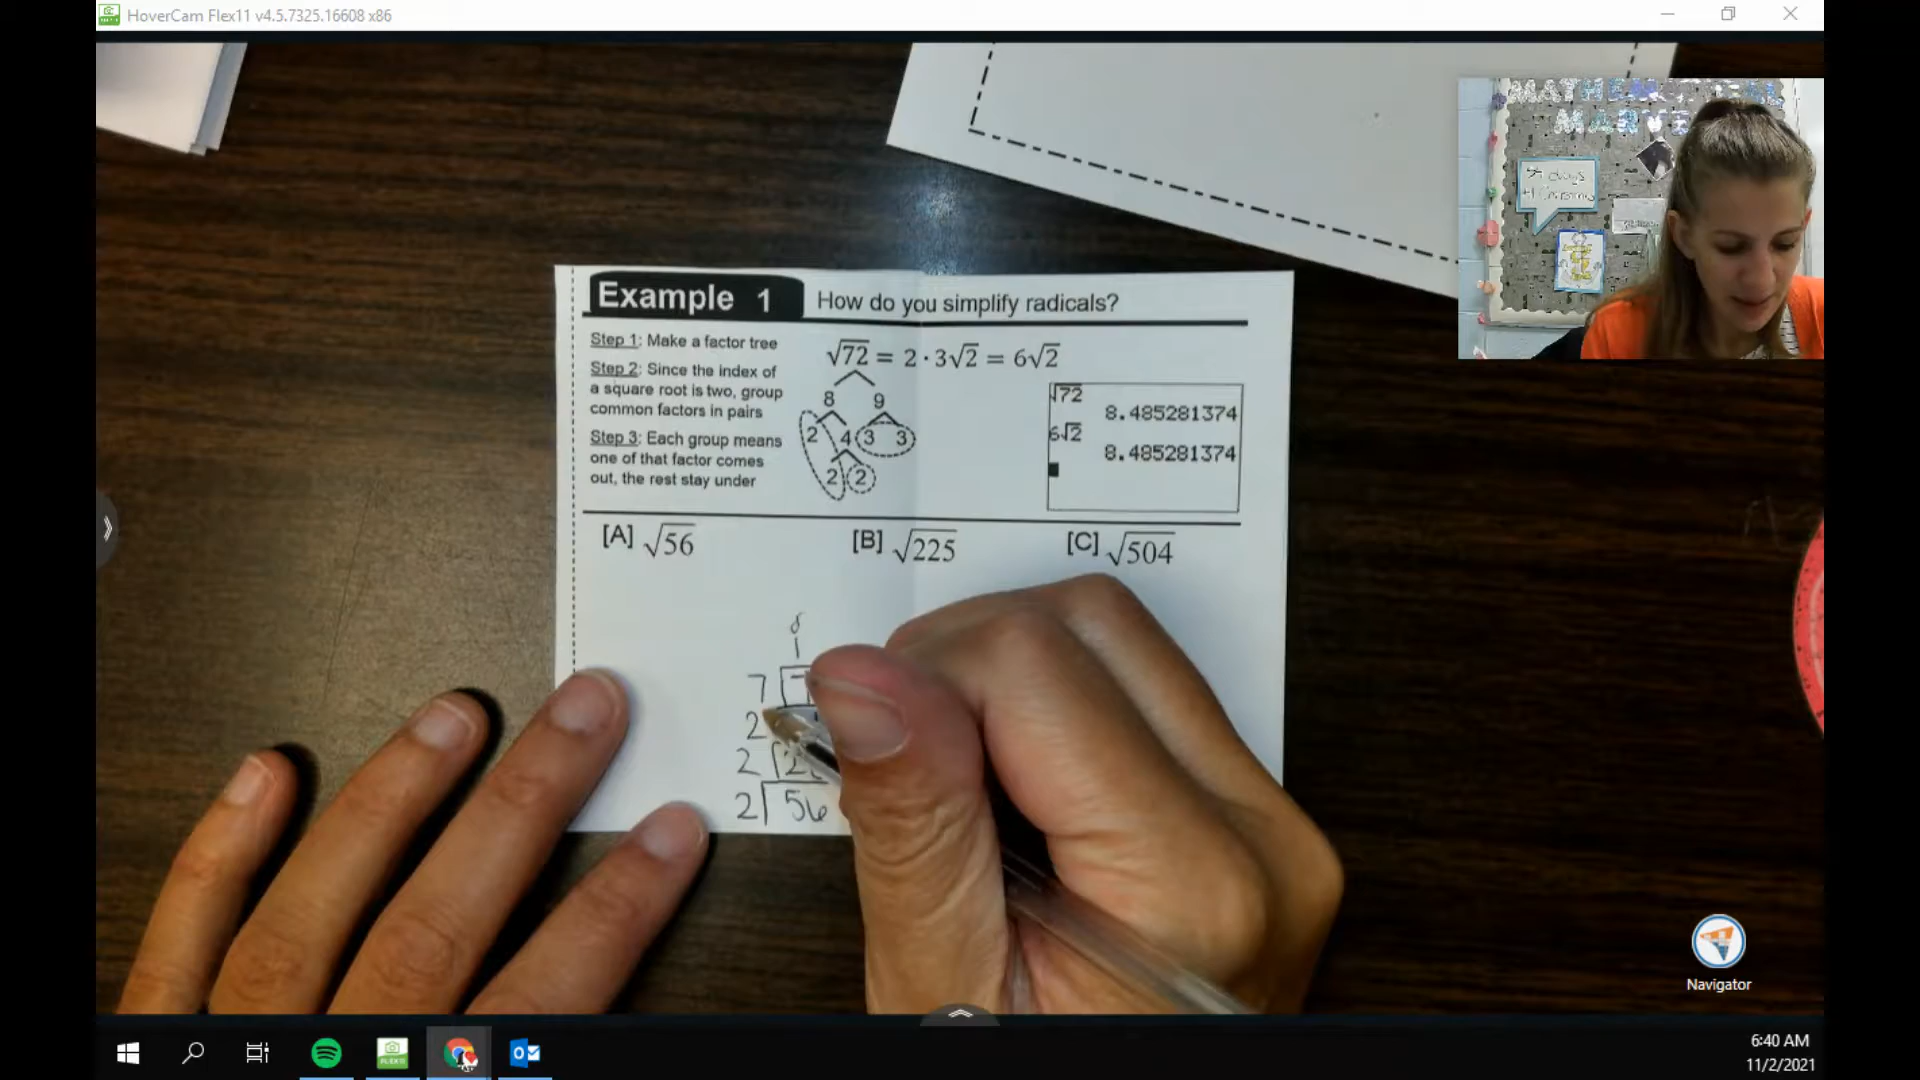 HoverCam Flex11 v4.5.7325.16608 x86
MATHEM
MARVE
Example 1 How do you simplify radicals?
Step 1: Make a factor tree
Step 2: Since the index of
a square root is two, group
common factors in pairs
Step 3: Each group means
one of that factor comes
out, the rest stay under
√72 = 2 · 3√2 = 6√2
8 9
2 4 3 3
2 2
√72
8.485281374
6√2
8.485281374
[A] √56 [B] √225 [C] √504
1
7
2
2
2 56
Navigator
FLEX11
6:40 AM
11/2/2021